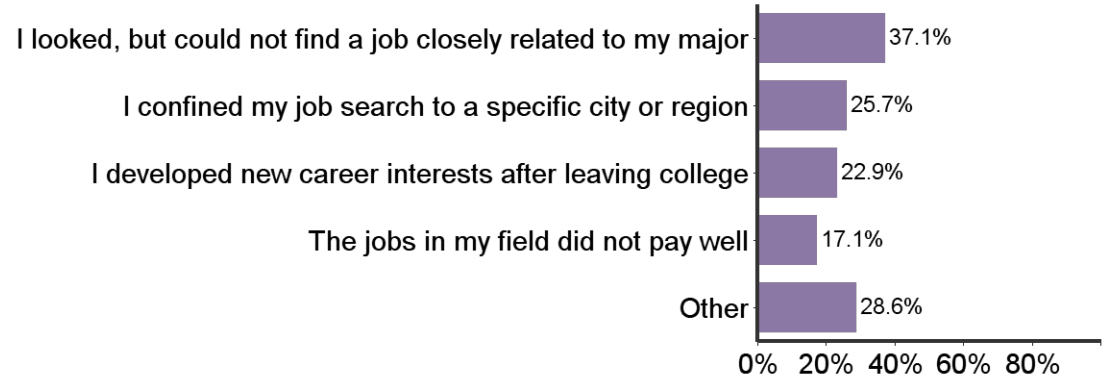 I looked, but could not find a job closely related to my major 37.1%
I confined my job search to a specific city or region 25.7%
I developed new career interests after leaving college 22.9%
The jobs in my field did not pay well 17.1%
Other 28.6%
0% 20% 40% 60% 80%